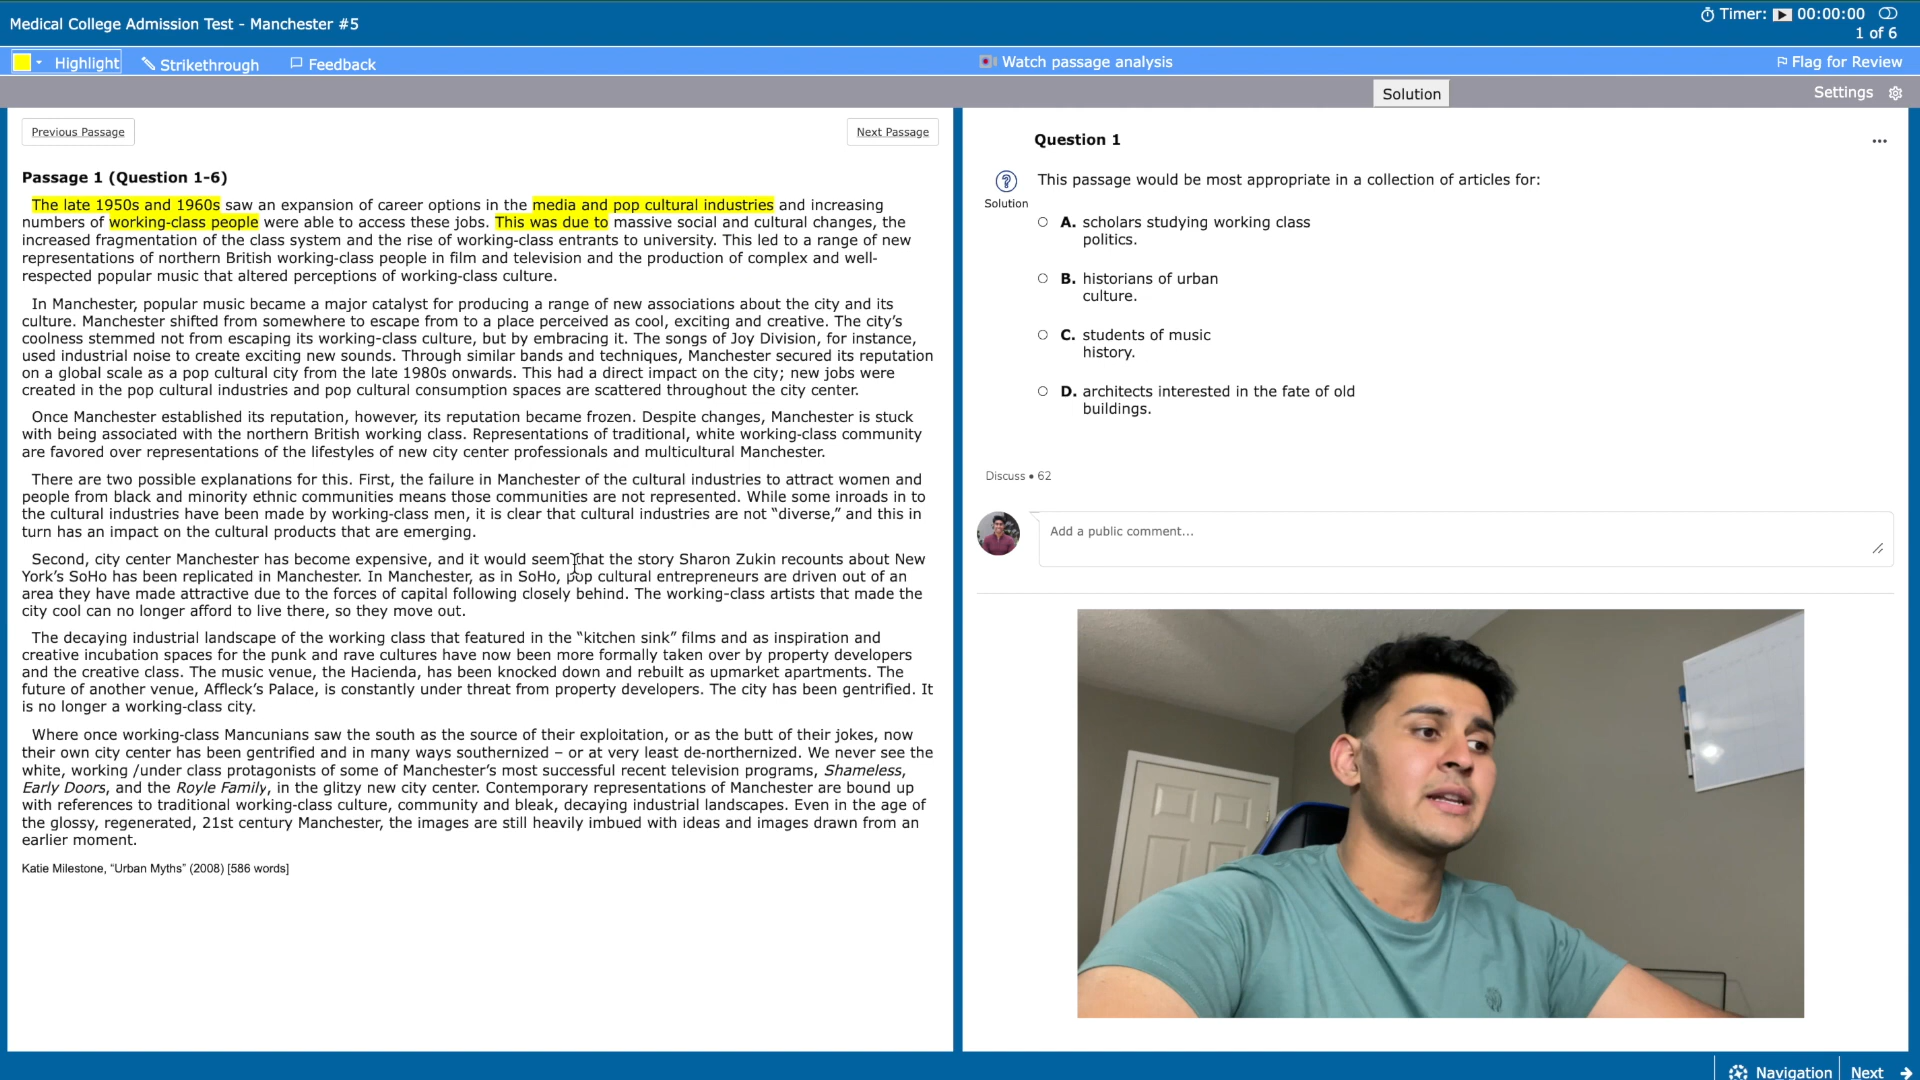 Medical College Admission Test - Manchester #5
Timer: 00:00:00
1 of 6
Highlight
Strikethrough
Feedback
Watch passage analysis
Flag for Review
Solution
Settings
Previous Passage
Next Passage
Passage 1 (Question 1-6)
The late 1950s and 1960s saw an expansion of career options in the media and pop cultural industries and increasing
numbers of working-class people were able to access these jobs. This was due to massive social and cultural changes, the
increased fragmentation of the class system and the rise of working-class entrants to university. This led to a range of new
representations of northern British working-class people in film and television and the production of complex and well-
respected popular music that altered perceptions of working-class culture.
In Manchester, popular music became a major catalyst for producing a range of new associations about the city and its
culture. Manchester shifted from somewhere to escape from to a place perceived as cool, exciting and creative. The city's
coolness stemmed not from escaping its working-class culture, but by embracing it. The songs of Joy Division, for instance,
used industrial noise to create exciting new sounds. Through similar bands and techniques, Manchester secured its reputation
on a global scale as a pop cultural city from the late 1980s onwards. This had a direct impact on the city; new jobs were
created in the pop cultural industries and pop cultural consumption spaces are scattered throughout the city center.
Once Manchester established its reputation, however, its reputation became frozen. Despite changes, Manchester is stuck
with being associated with the northern British working class. Representations of traditional, white working-class community
are favored over representations of the lifestyles of new city center professionals and multicultural Manchester.
There are two possible explanations for this. First, the failure in Manchester of the cultural industries to attract women and
people from black and minority ethnic communities means those communities are not represented. While some inroads in to
the cultural industries have been made by working-class men, it is clear that cultural industries are not “diverse,” and this in
turn has an impact on the cultural products that are emerging.
Second, city center Manchester has become expensive, and it would seem that the story Sharon Zukin recounts about New
York's SoHo has been replicated in Manchester. In Manchester, as in SoHo, pop cultural entrepreneurs are driven out of an
area they have made attractive due to the forces of capital following closely behind. The working-class artists that made the
city cool can no longer afford to live there, so they move out.
The decaying industrial landscape of the working class that featured in the “kitchen sink” films and as inspiration and
creative incubation spaces for the punk and rave cultures have now been more formally taken over by property developers
and the creative class. The music venue, the Hacienda, has been knocked down and rebuilt as upmarket apartments. The
future of another venue, Affleck's Palace, is constantly under threat from property developers. The city has been gentrified. It
is no longer a working-class city.
Where once working-class Mancunians saw the south as the source of their exploitation, or as the butt of their jokes, now
their own city center has been gentrified and in many ways southernized – or at very least de-northernized. We never see the
white, working /under class protagonists of some of Manchester's most successful recent television programs, Shameless,
Early Doors, and the Royle Family, in the glitzy new city center. Contemporary representations of Manchester are bound up
with references to traditional working-class culture, community and bleak, decaying industrial landscapes. Even in the age of
the glossy, regenerated, 21st century Manchester, the images are still heavily imbued with ideas and images drawn from an
earlier moment.
Katie Milestone, “Urban Myths” (2008) [586 words]
Question 1
Solution
This passage would be most appropriate in a collection of articles for:
A. scholars studying working class
politics.
B. historians of urban
culture.
C. students of music
history.
D. architects interested in the fate of old
buildings.
Discuss • 62
Add a public comment...
Navigation
Next